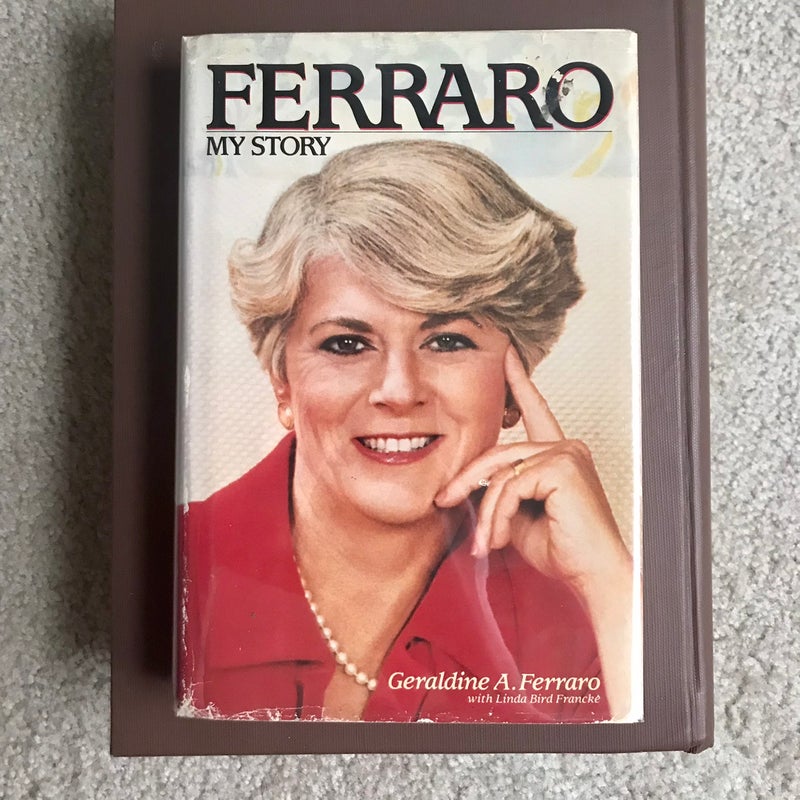 FERRARO
MY STORY
Geraldine A. Ferraro
with Linda Bird Francke